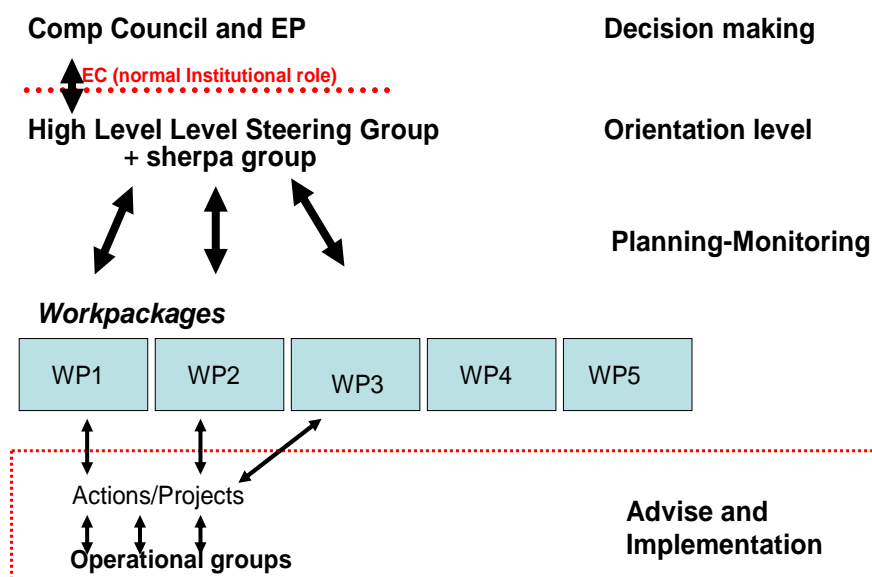 Comp Council and EP
Decision making
EC (normal Institutional role)
High Level Level Steering Group
+ sherpa group
Orientation level
Planning-Monitoring
Workpackages
WP1
WP2
WP3
WP4
WP5
Actions/Projects
Operational groups
Advise and
Implementation